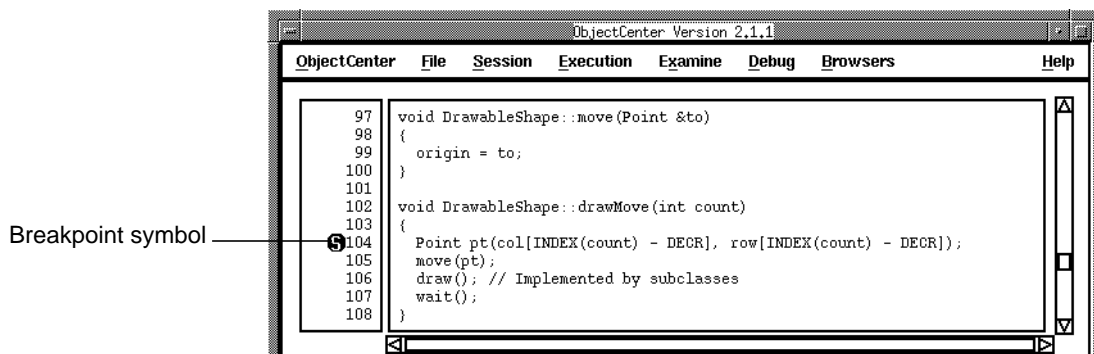 ObjectCenter Version 2.1.1
ObjectCenter File Session Execution Examine Debug Browsers Help
97 void DrawableShape::move(Point &to)
98 {
99 origin = to;
100 }
101
102 void DrawableShape::drawMove(int count)
103 {
Breakpoint symbol S 104 Point pt(col[INDEX(count) - DECR], row[INDEX(count) - DECR]);
105 move(pt);
106 draw(); // Implemented by subclasses
107 wait();
108 }